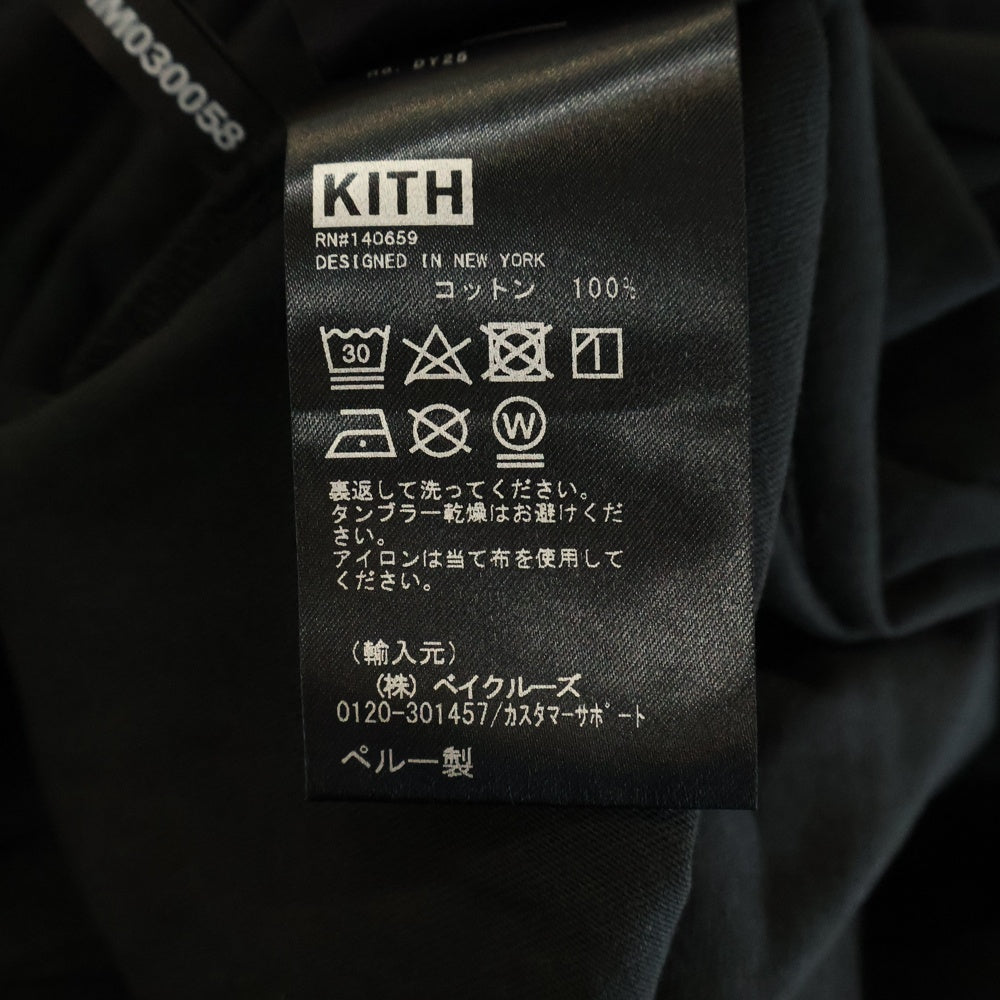 M030058
no. DY25
KITH
RN#140659
DESIGNED IN NEW YORK
コットン 100%
30
W
裏返して洗ってください。
タンブラー乾燥はお避けくだ
さい。
アイロンは当て布を使用して
ください。
(輸入元)
(株) ベイクルーズ
0120-301457/カスタマーサポート
ペルー製